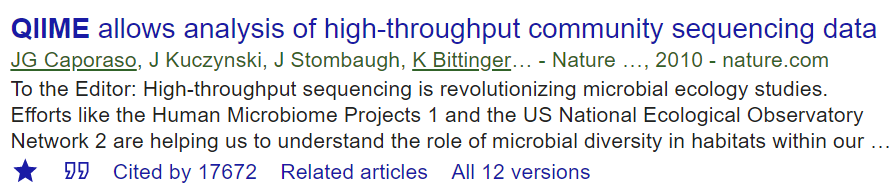 QIIME allows analysis of high-throughput community sequencing data
JG Caporaso, J Kuczynski, J Stombaugh, K Bittinger… - Nature …, 2010 - nature.com
To the Editor: High-throughput sequencing is revolutionizing microbial ecology studies.
Efforts like the Human Microbiome Projects 1 and the US National Ecological Observatory
Network 2 are helping us to understand the role of microbial diversity in habitats within our …
Cited by 17672 Related articles All 12 versions